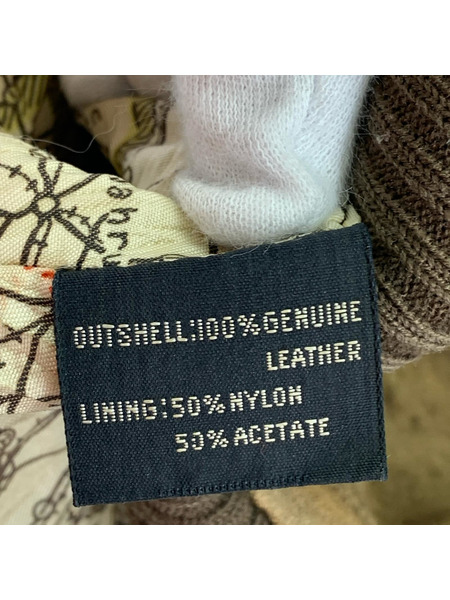 OUTSHELL:100%GENUINE
LEATHER
LINING:50%NYLON
50%ACETATE